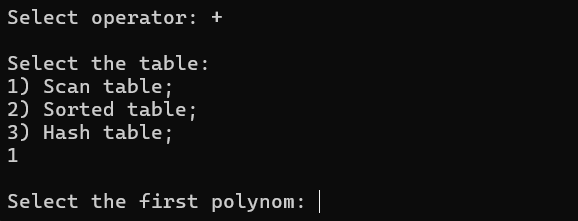 Select operator: +
Select the table:
1) Scan table;
2) Sorted table;
3) Hash table;
1
Select the first polynom: